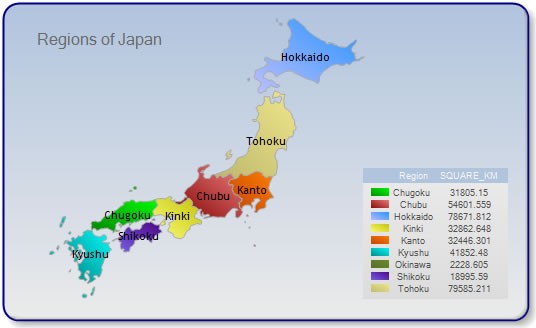 Regions of Japan
Hokkaido
Tohoku
Chubu
Kanto
Chugoku
Kinki
Shikoku
Kyushu
Region SQUARE_KM
Chugoku 31805.15
Chubu 54601.559
Hokkaido 78671.812
Kinki 32862.648
Kanto 32446.301
Kyushu 41852.48
Okinawa 2228.605
Shikoku 18995.59
Tohoku 79585.211